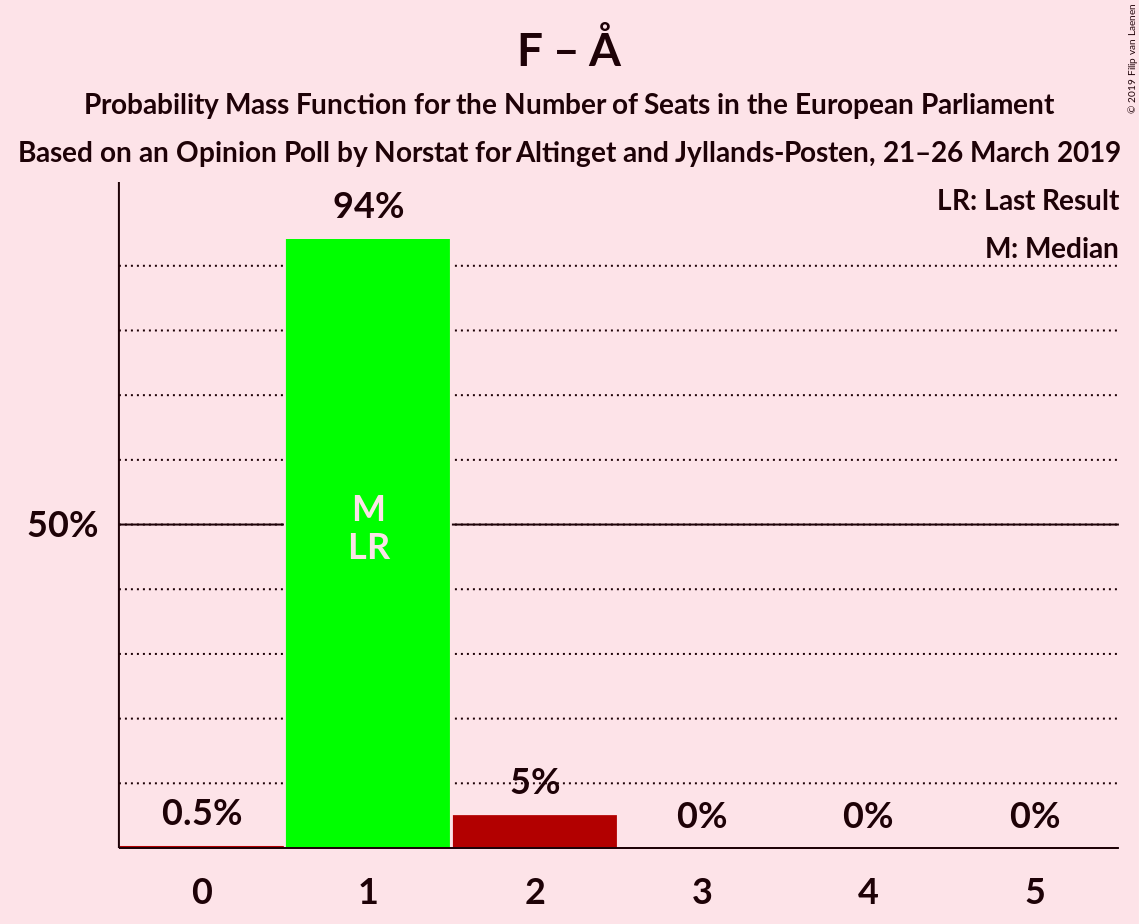 F – Å
Probability Mass Function for the Number of Seats in the European Parliament
Based on an Opinion Poll by Norstat for Altinget and Jyllands-Posten, 21–26 March 2019
© 2019 Filip van Laenen
LR: Last Result
M: Median
94%
50%
M
LR
0.5%
5%
0%
0%
0%
0
1
2
3
4
5